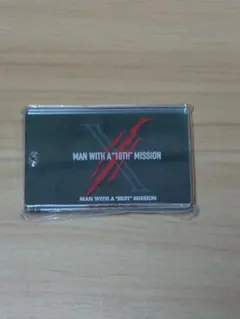 X
MAN WITH A "10TH" MISSION
MAN WITH A "BEST" MISSION